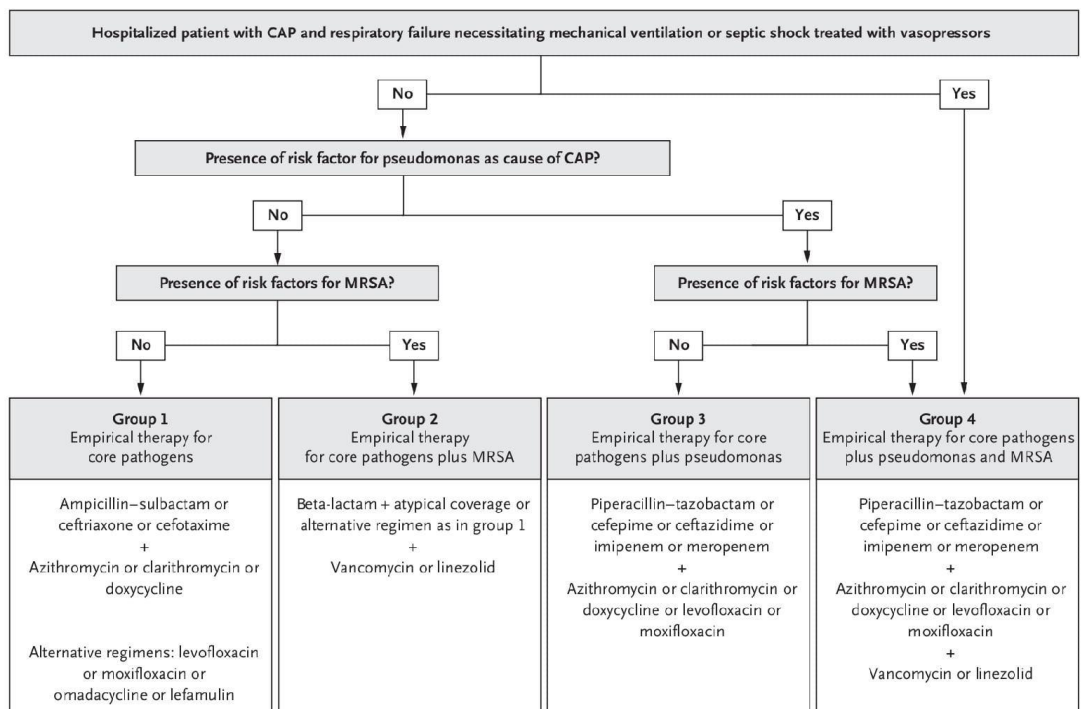 Hospitalized patient with CAP and respiratory failure necessitating mechanical ventilation or septic shock treated with vasopressors
No
Yes
Presence of risk factor for pseudomonas as cause of CAP?
No
Yes
Presence of risk factors for MRSA?
Presence of risk factors for MRSA?
No
Yes
No
Yes
Group 1
Empirical therapy for
core pathogens
Ampicillin–sulbactam or
ceftriaxone or cefotaxime
+
Azithromycin or clarithromycin or
doxycycline
Alternative regimens: levofloxacin
or moxifloxacin or
omadacycline or lefamulin
Group 2
Empirical therapy
for core pathogens plus MRSA
Beta-lactam + atypical coverage or
alternative regimen as in group 1
+
Vancomycin or linezolid
Group 3
Empirical therapy for core
pathogens plus pseudomonas
Piperacillin–tazobactam or
cefepime or ceftazidime or
imipenem or meropenem
+
Azithromycin or clarithromycin or
doxycycline or levofloxacin or
moxifloxacin
Group 4
Empirical therapy for core pathogens
plus pseudomonas and MRSA
Piperacillin–tazobactam or
cefepime or ceftazidime or
imipenem or meropenem
+
Azithromycin or clarithromycin or
doxycycline or levofloxacin or
moxifloxacin
+
Vancomycin or linezolid